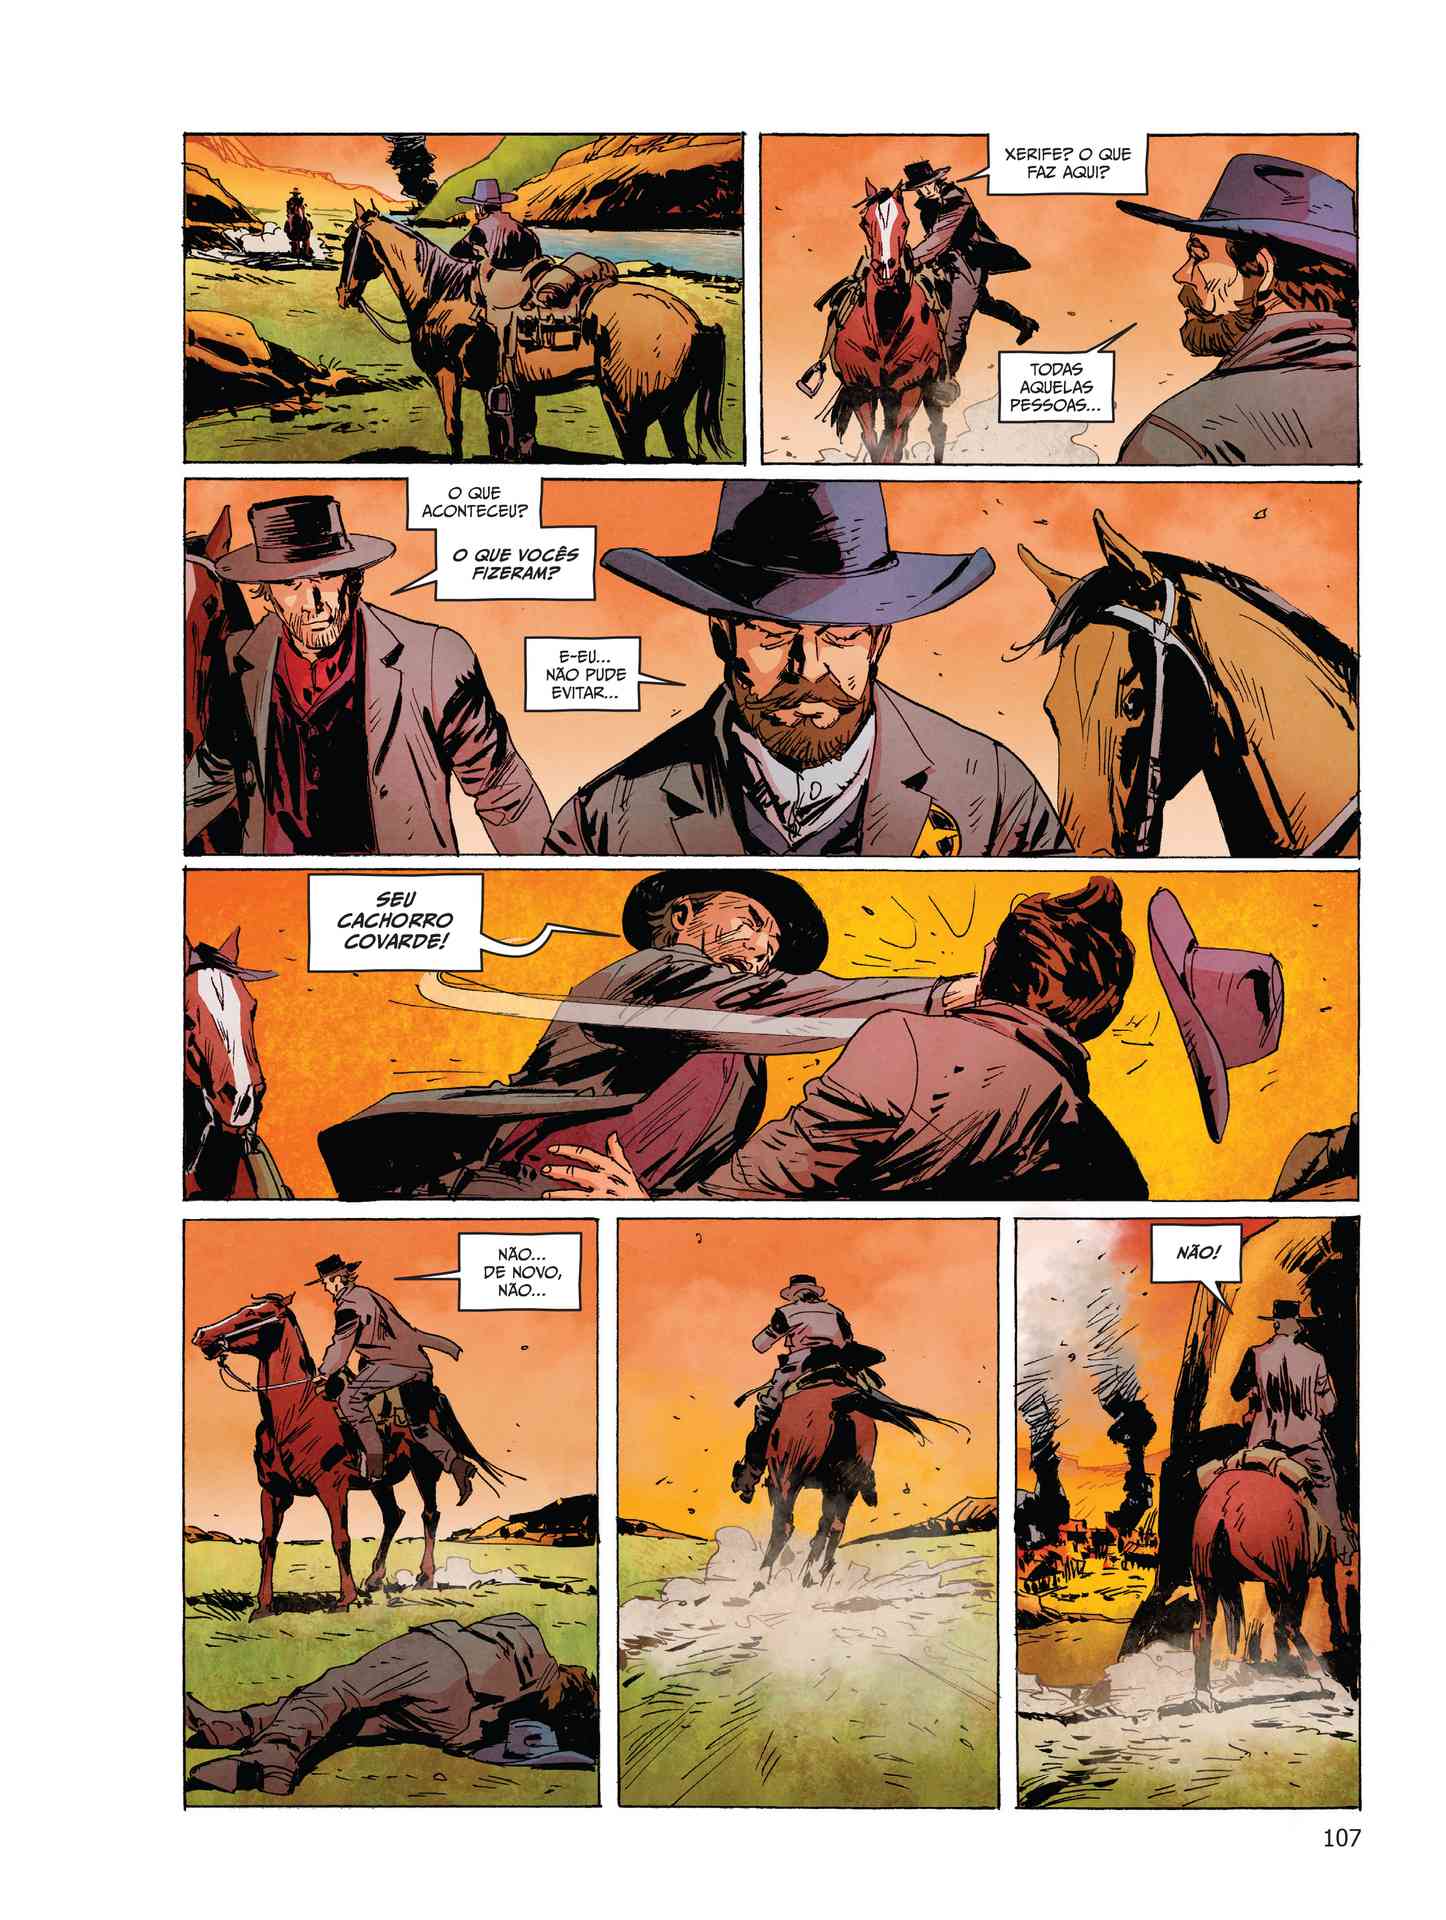 XERIFE? O QUE
FAZ AQUI?
TODAS
AQUELAS
PESSOAS...
O QUE
ACONTECEU?
O QUE VOCÊS
FIZERAM?
E-EU...
NÃO PUDE
EVITAR...
SEU
CACHORRO
COVARDE!
NÃO...
DE NOVO,
NÃO...
NÃO!
107